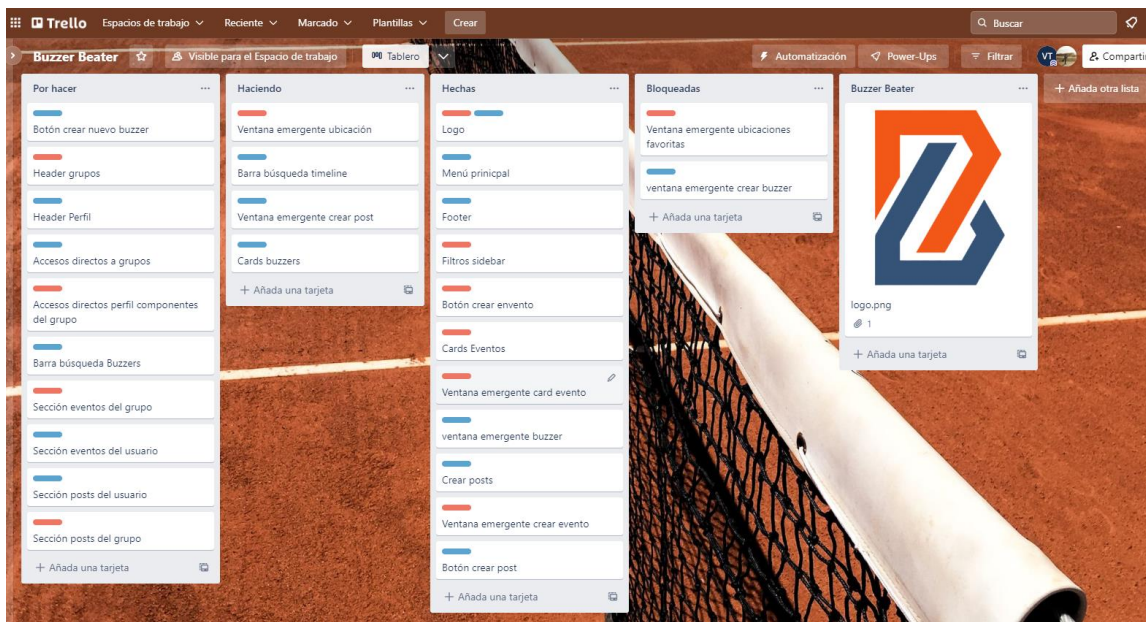 Trello
Espacios de trabajo
Reciente
Marcado
Plantillas
Crear
Buscar
Buzzer Beater
Visible para el Espacio de trabajo
Tablero
Automatización
Power-Ups
Filtrar
VT
Compartir
Por hacer
Botón crear nuevo buzzer
Header grupos
Header Perfil
Accesos directos a grupos
Accesos directos perfil componentes
del grupo
Barra búsqueda Buzzers
Sección eventos del grupo
Sección eventos del usuario
Sección posts del usuario
Sección posts del grupo
+ Añada una tarjeta
Haciendo
Ventana emergente ubicación
Barra búsqueda timeline
Ventana emergente crear post
Cards buzzers
+ Añada una tarjeta
Hechas
Logo
Menú prinicpal
Footer
Filtros sidebar
Botón crear envento
Cards Eventos
Ventana emergente card evento
ventana emergente buzzer
Crear posts
Ventana emergente crear evento
Botón crear post
+ Añada una tarjeta
Bloqueadas
Ventana emergente ubicaciones
favoritas
ventana emergente crear buzzer
+ Añada una tarjeta
Buzzer Beater
logo.png
1
+ Añada una tarjeta
+ Añada otra lista